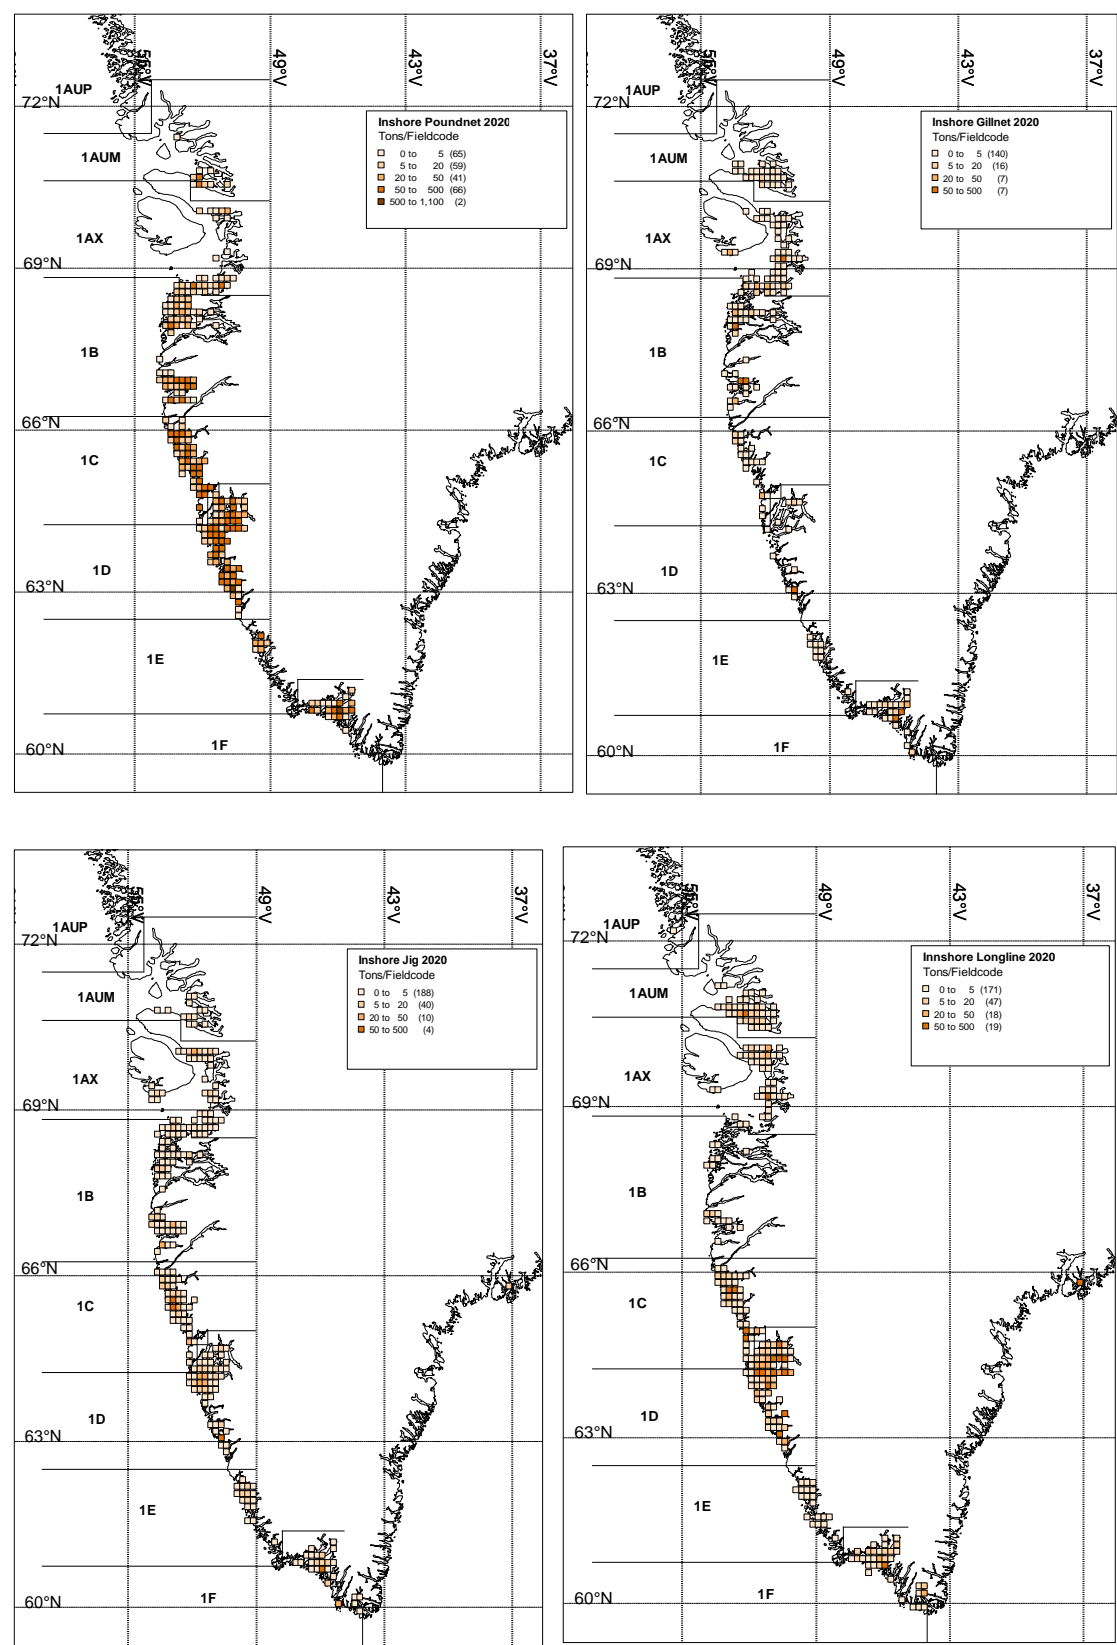 55°V 49°V 43°V 37°V
1AUP
72°N
Inshore Poundnet 2020
Tons/Fieldcode
0 to 5 (65)
5 to 20 (59)
20 to 50 (41)
50 to 500 (66)
500 to 1,100 (2)
1AUM
1AX
69°N
1B
66°N
1C
1D
63°N
1E
1F
60°N
49°V 43°V 37°V
1AUP
72°N
Inshore Gillnet 2020
Tons/Fieldcode
0 to 5 (140)
5 to 20 (16)
20 to 50 (7)
50 to 500 (7)
1AUM
1AX
69°N
1B
66°N
1C
1D
63°N
1E
1F
60°N
49°V 43°V 37°V
1AUP
72°N
Inshore Jig 2020
Tons/Fieldcode
0 to 5 (188)
5 to 20 (40)
20 to 50 (10)
50 to 500 (4)
1AUM
1AX
69°N
1B
66°N
1C
1D
63°N
1E
1F
60°N
49°V 43°V 37°V
1AUP
72°N
Innshore Longline 2020
Tons/Fieldcode
0 to 5 (171)
5 to 20 (47)
20 to 50 (18)
50 to 500 (19)
1AUM
1AX
69°N
1B
66°N
1C
1D
63°N
1E
1F
60°N